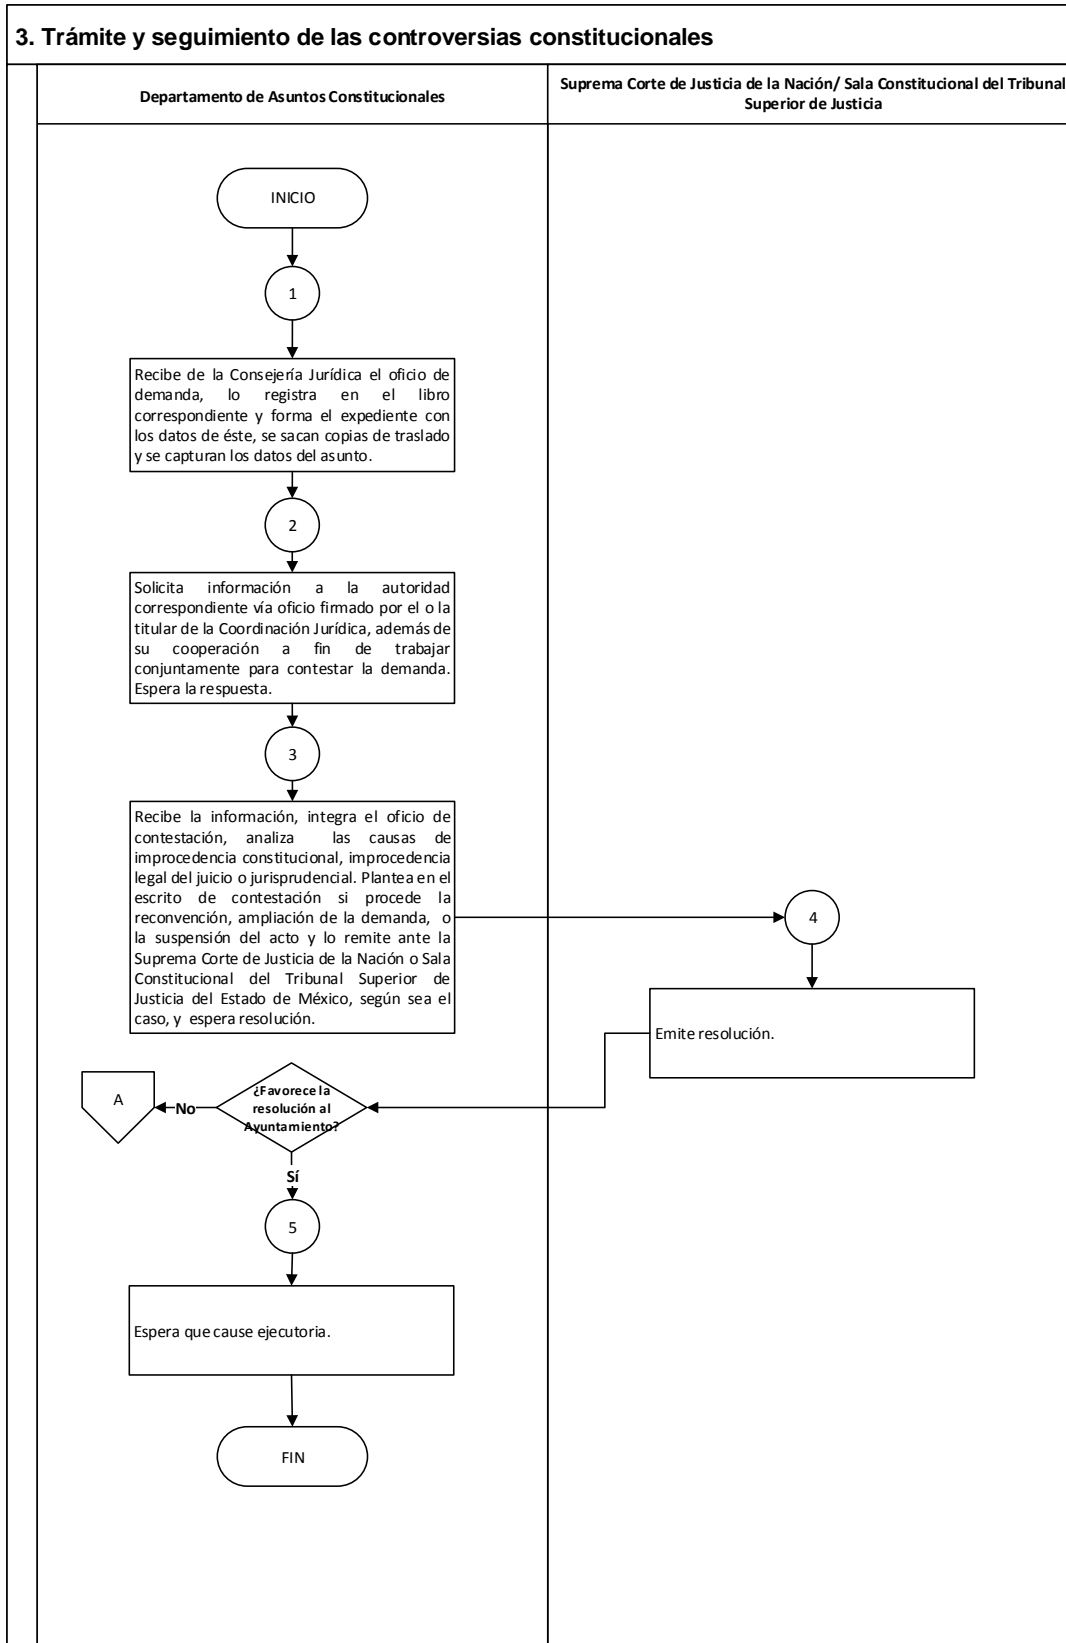 3. Trámite y seguimiento de las controversias constitucionales
Departamento de Asuntos Constitucionales
Suprema Corte de Justicia de la Nación/ Sala Constitucional del Tribunal
Superior de Justicia
INICIO
1
Recibe de la Consejería Jurídica el oficio de
demanda, lo registra en el libro
correspondiente y forma el expediente con
los datos de éste, se sacan copias de traslado
y se capturan los datos del asunto.
2
Solicita información a la autoridad
correspondiente vía oficio firmado por el o la
titular de la Coordinación Jurídica, además de
su cooperación a fin de trabajar
conjuntamente para contestar la demanda.
Espera la respuesta.
3
Recibe la información, integra el oficio de
contestación, analiza las causas de
improcedencia constitucional, improcedencia
legal del juicio o jurisprudencial. Plantea en el
escrito de contestación si procede la
reconvención, ampliación de la demanda, o
la suspensión del acto y lo remite ante la
Suprema Corte de Justicia de la Nación o Sala
Constitucional del Tribunal Superior de
Justicia del Estado de México, según sea el
caso, y espera resolución.
4
Emite resolución.
¿Favorece la
resolución al
Ayuntamiento?
No
A
Sí
5
Espera que cause ejecutoria.
FIN